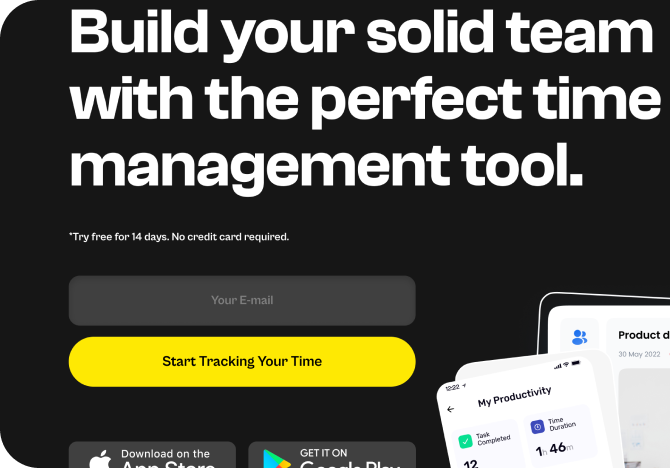 Build your solid team
with the perfect time
management tool.
*Try free for 14 days. No credit card required.
Your E-mail
Start Tracking Your Time
Download on the
App Store
GET IT ON
Google Play
Product d
30 May 2022
12:22
My Productivity
Task
Completed
12
Time
Duration
1h 46m